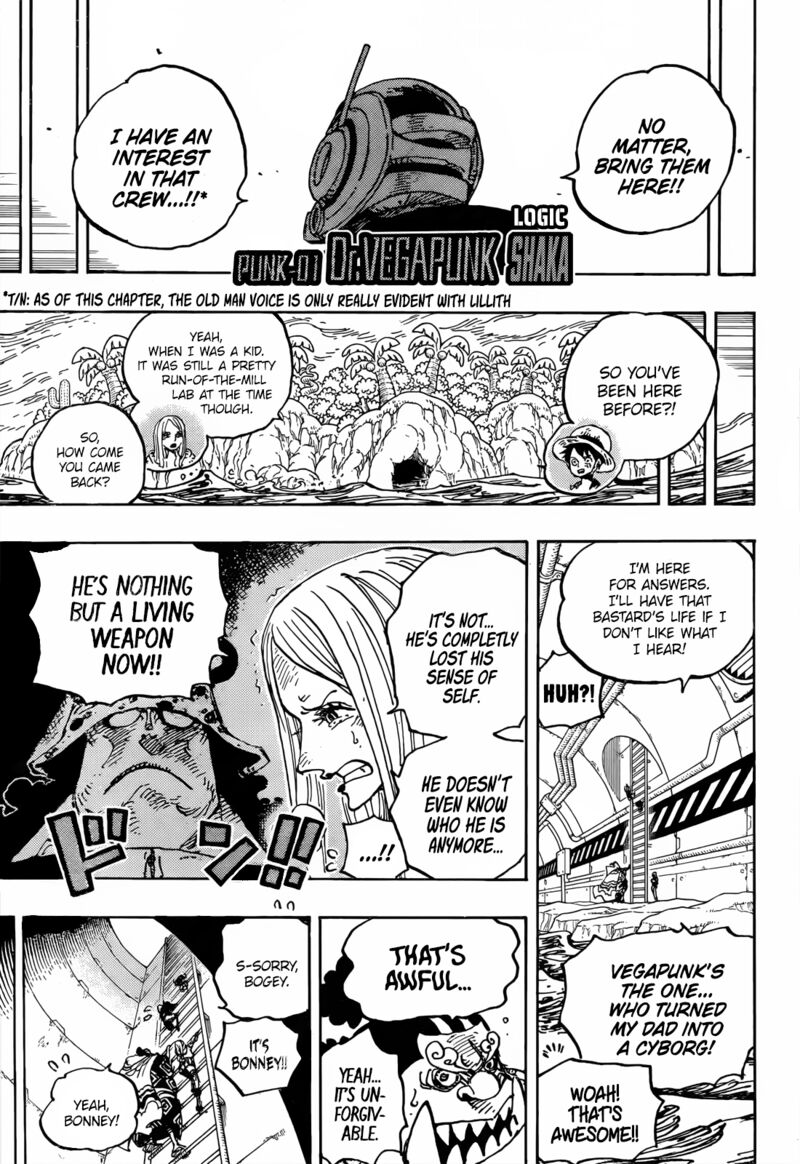 NO
MATTER,
BRING THEM
HERE!!
I HAVE AN
INTEREST
IN THAT
CREW...!!*
LOGIC
PUNK-01 Dr.VEGAPUNK SHAKA
*T/N: AS OF THIS CHAPTER, THE OLD MAN VOICE IS ONLY REALLY EVIDENT WITH LILLITH
SO YOU'VE
BEEN HERE
BEFORE?!
YEAH,
WHEN I WAS A KID.
IT WAS STILL A PRETTY
RUN-OF-THE-MILL
LAB AT THE TIME
THOUGH.
SO,
HOW COME
YOU CAME
BACK?
I'M HERE
FOR ANSWERS.
I'LL HAVE THAT
BASTARD'S LIFE IF I
DON'T LIKE WHAT
I HEAR!
HUH?!
VEGAPUNK'S
THE ONE...
WHO TURNED
MY DAD INTO
A CYBORG!
WOAH!
THAT'S
AWESOME!!
IT'S NOT...
HE'S COMPLETLY
LOST HIS
SENSE OF
SELF.
HE DOESN'T
EVEN KNOW
WHO HE IS
ANYMORE...
...!!
HE'S NOTHING
BUT A LIVING
WEAPON
NOW!!
ドン!!
THAT'S
AWFUL...
YEAH...
IT'S UN-
FORGIV-
ABLE.
S-SORRY,
BOGEY.
IT'S
BONNEY!!
YEAH,
BONNEY!